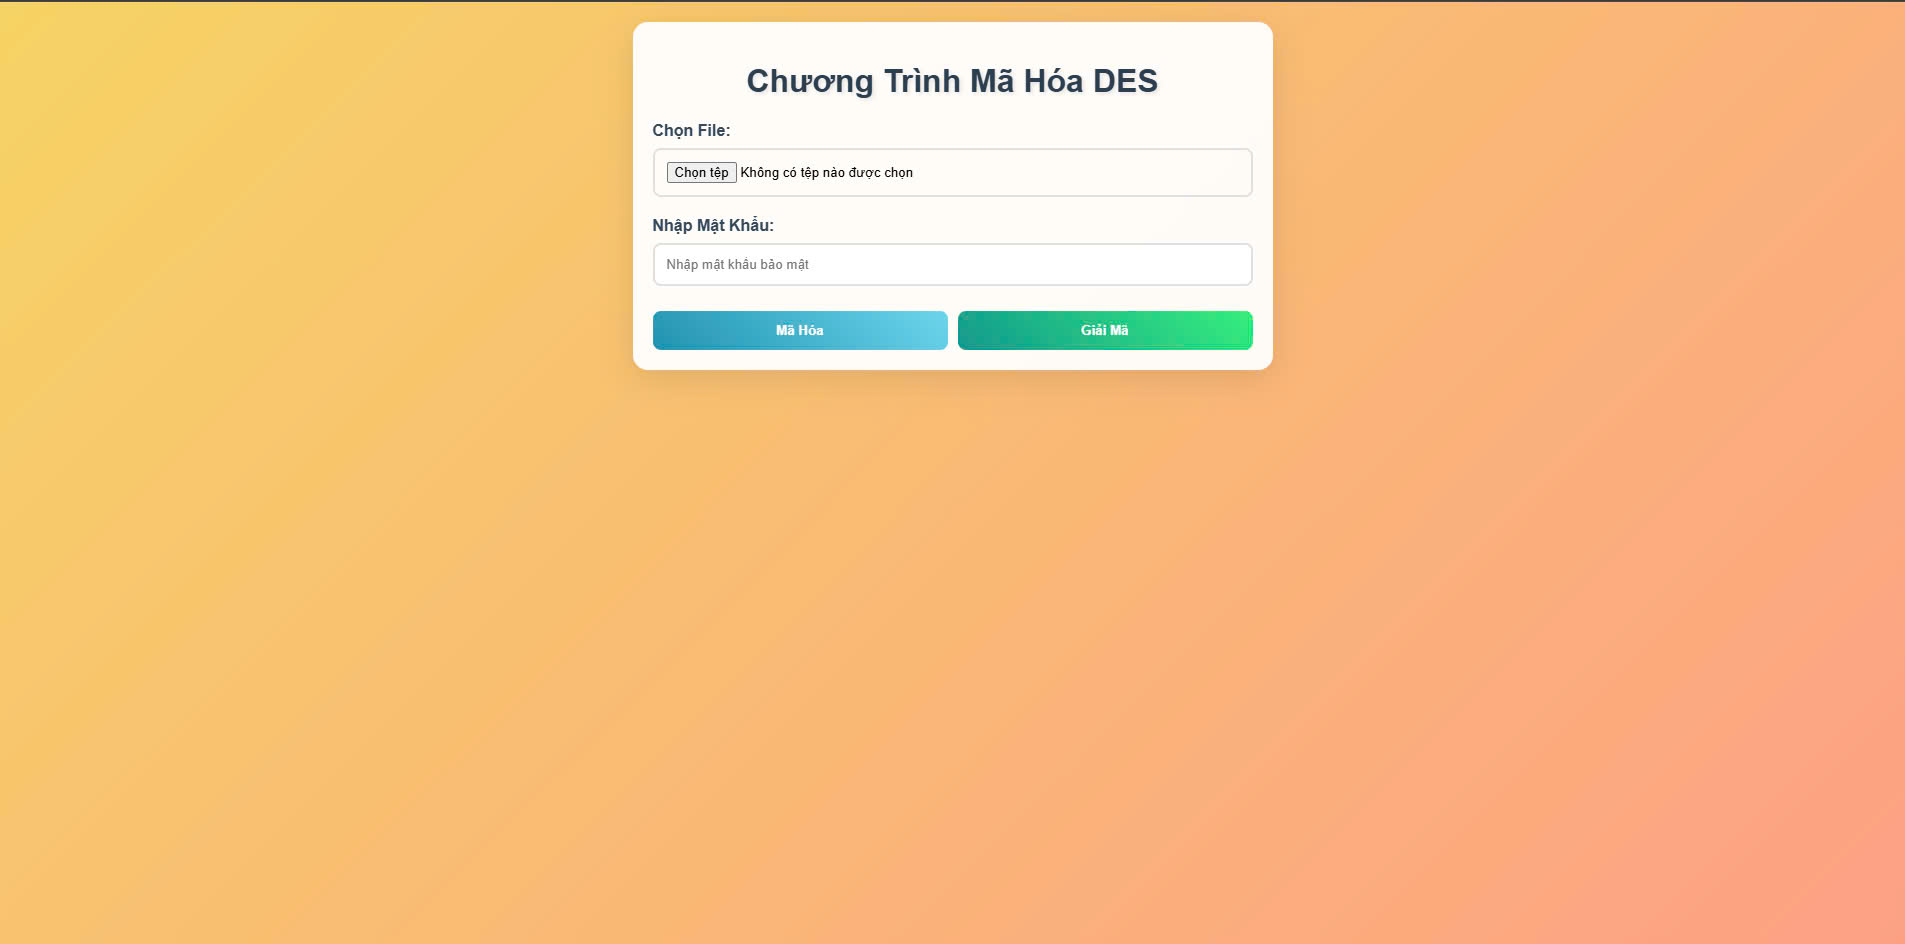 Chương Trình Mã Hóa DES
Chọn File:
Chọn tệp Không có tệp nào được chọn
Nhập Mật Khẩu:
Nhập mật khẩu bảo mật
Mã Hóa Giải Mã